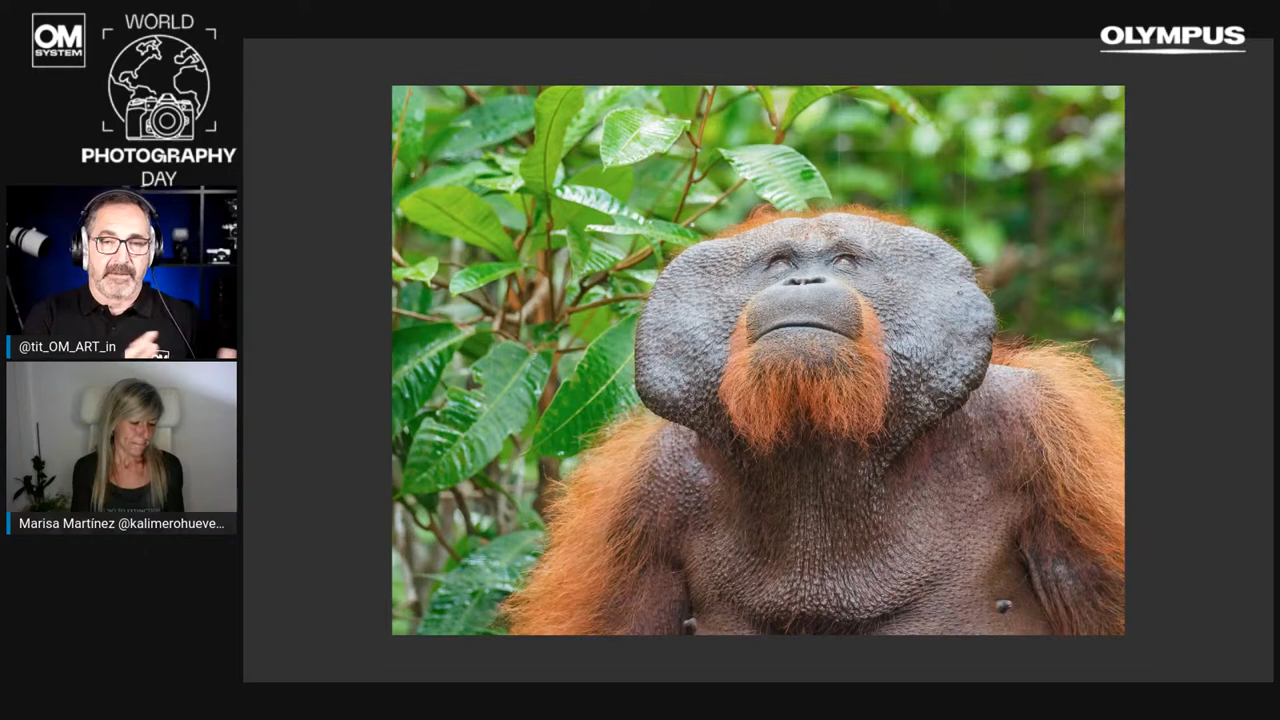 OM
SYSTEM
WORLD
PHOTOGRAPHY
DAY
OLYMPUS
@tit_OM_ART_in
Marisa Martínez @kalimerohueve...